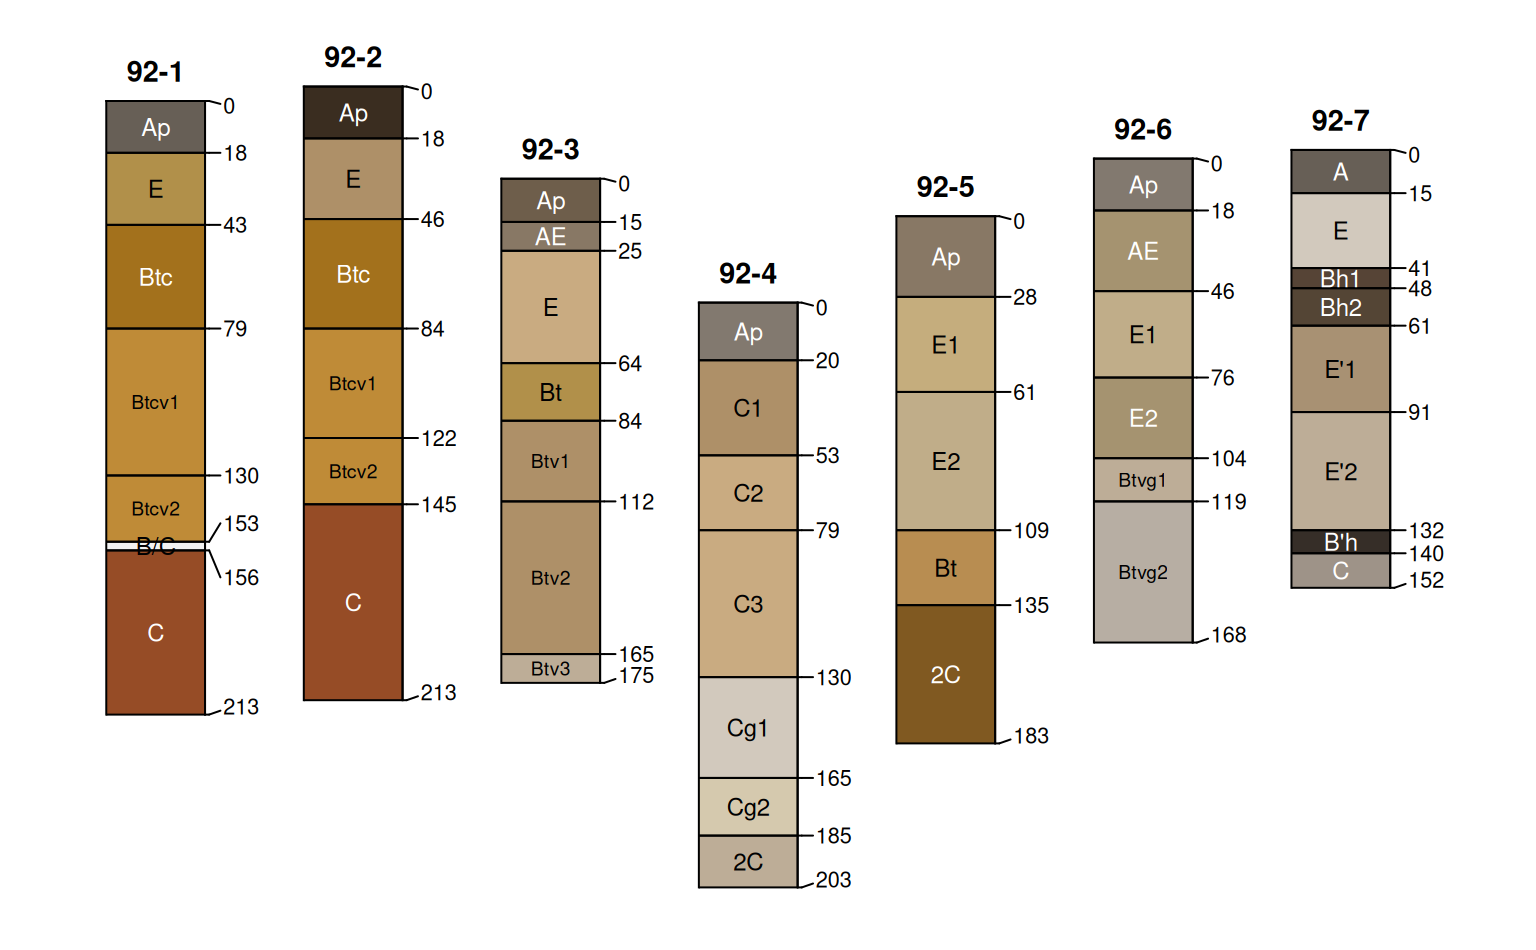 92-1
0
Ap
18
E
43
Btc
79
Btcv1
130
Btcv2
153
B/C
156
C
213
92-2
0
Ap
18
E
46
Btc
84
Btcv1
122
Btcv2
145
C
213
92-3
0
Ap
15
AE
25
E
64
Bt
84
Btv1
112
Btv2
165
Btv3
175
92-4
0
Ap
20
C1
53
C2
79
C3
130
Cg1
165
Cg2
185
2C
203
92-5
0
Ap
28
E1
61
E2
109
Bt
135
2C
183
92-6
0
Ap
18
AE
46
E1
76
E2
104
Btvg1
119
Btvg2
168
92-7
0
A
15
E
41
Bh1
48
Bh2
61
E'1
91
E'2
132
B'h
140
C
152